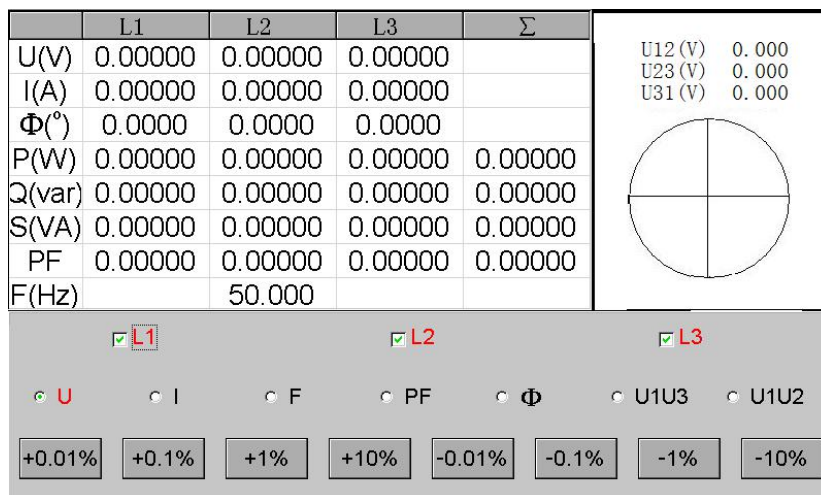 L1 L2 L3 Σ
U(V) 0.00000 0.00000 0.00000
I(A) 0.00000 0.00000 0.00000
Φ(°) 0.0000 0.0000 0.0000
P(W) 0.00000 0.00000 0.00000 0.00000
Q(var) 0.00000 0.00000 0.00000 0.00000
S(VA) 0.00000 0.00000 0.00000 0.00000
PF 0.00000 0.00000 0.00000 0.00000
F(Hz) 50.000
U12(V) 0.000
U23(V) 0.000
U31(V) 0.000
L1 L2 L3
U I F PF Φ U1U3 U1U2
+0.01% +0.1% +1% +10% -0.01% -0.1% -1% -10%